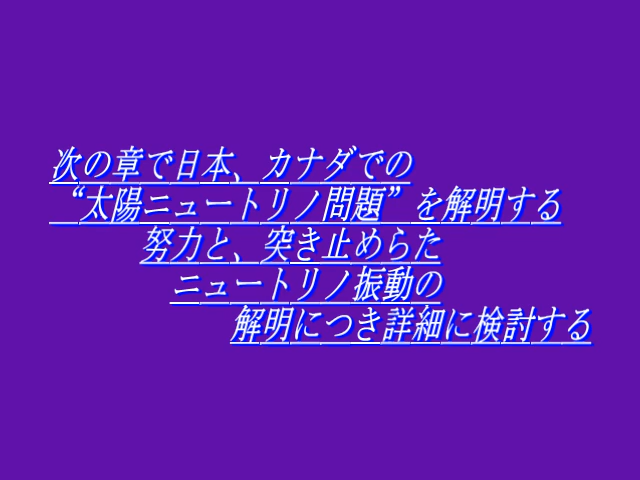 次の章で日本、カナダでの
“太陽ニュートリノ問題”を解明する
努力と、突き止めらた
ニュートリノ振動の
解明につき詳細に検討する